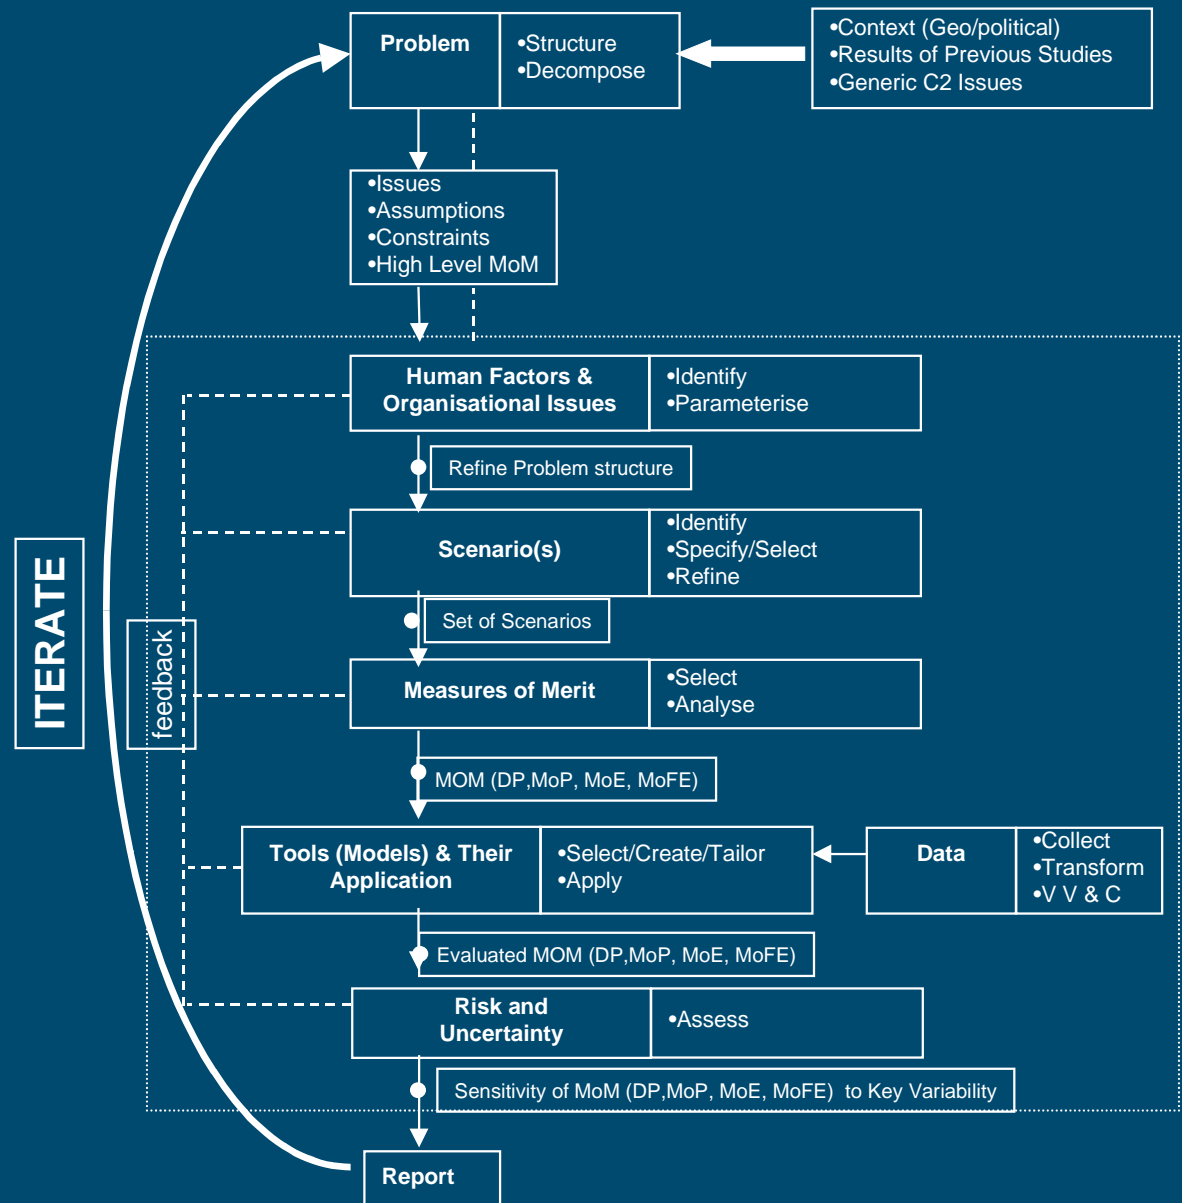 Problem
•Structure
•Decompose
•Context (Geo/political)
•Results of Previous Studies
•Generic C2 Issues
•Issues
•Assumptions
•Constraints
•High Level MoM
Human Factors &
Organisational Issues
•Identify
•Parameterise
Refine Problem structure
Scenario(s)
•Identify
•Specify/Select
•Refine
Set of Scenarios
ITERATE
feedback
Measures of Merit
•Select
•Analyse
MOM (DP,MoP, MoE, MoFE)
Tools (Models) & Their
Application
•Select/Create/Tailor
•Apply
Data
•Collect
•Transform
•V V & C
Evaluated MOM (DP,MoP, MoE, MoFE)
Risk and
Uncertainty
•Assess
Sensitivity of MoM (DP,MoP, MoE, MoFE) to Key Variability
Report